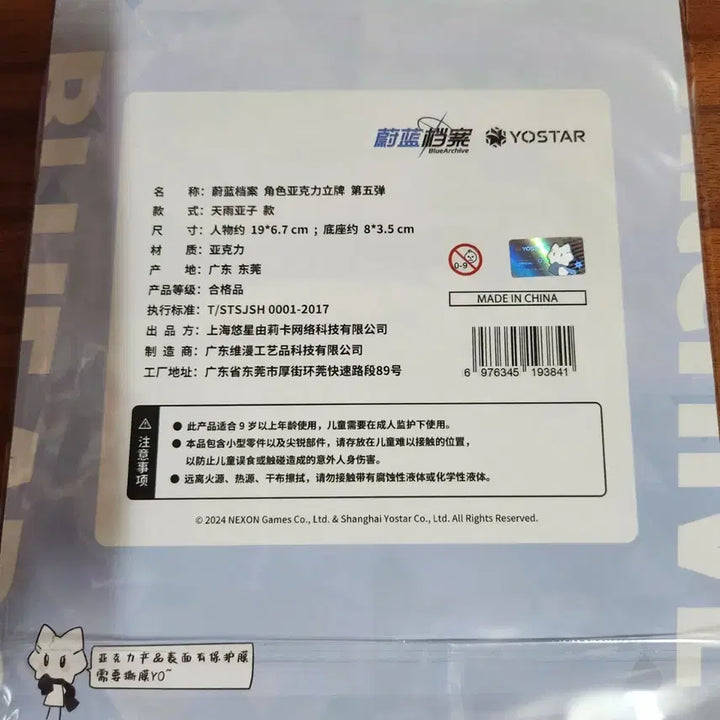 BLUE AR
ARCHIVE
蔚蓝档案
BlueArchive
YOSTAR
名 称：蔚蓝档案 角色亚克力立牌 第五弹
款 式：天雨亚子 款
尺 寸：人物约 19*6.7 cm ；底座约 8*3.5 cm
材 质：亚克力
产 地：广东 东莞
产品等级：合格品
执行标准：T/STSJSH 0001-2017
出 品 方：上海悠星由莉卡网络科技有限公司
制 造 商：广东维漫工艺品科技有限公司
工厂地址：广东省东莞市厚街环莞快速路段89号
0-9
YOSTAR
MADE IN CHINA
6 976345 193841
注意事项
● 此产品适合 9 岁以上年龄使用，儿童需要在成人监护下使用。
● 本品包含小型零件以及尖锐部件，请存放在儿童难以接触的位置，
以防止儿童误食或触碰造成的意外人身伤害。
● 远离火源、热源、干布擦拭，请勿接触带有腐蚀性液体或化学性液体。
© 2024 NEXON Games Co., Ltd. & Shanghai Yostar Co., Ltd. All Rights Reserved.
亚克力产品表面有保护膜
需要撕膜YO~